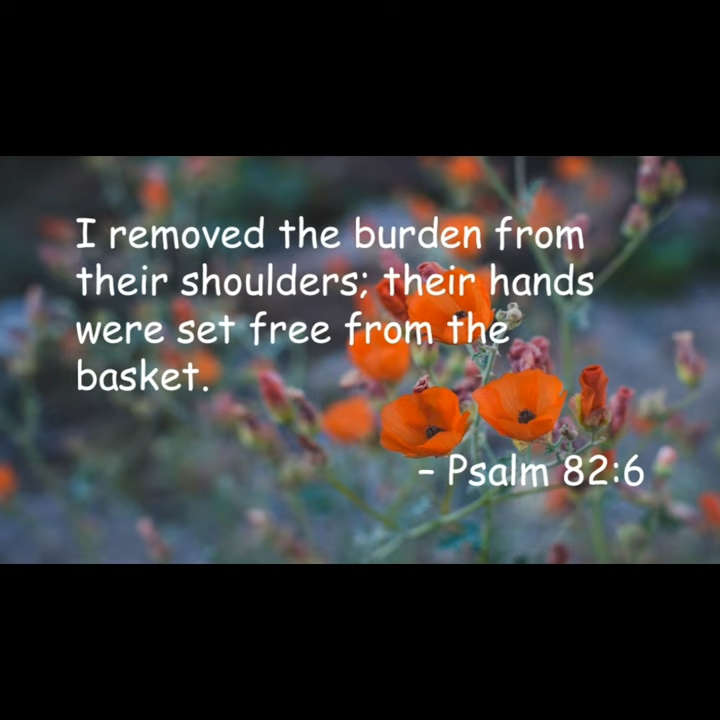 I removed the burden from
their shoulders; their hands
were set free from the
basket.
– Psalm 82:6